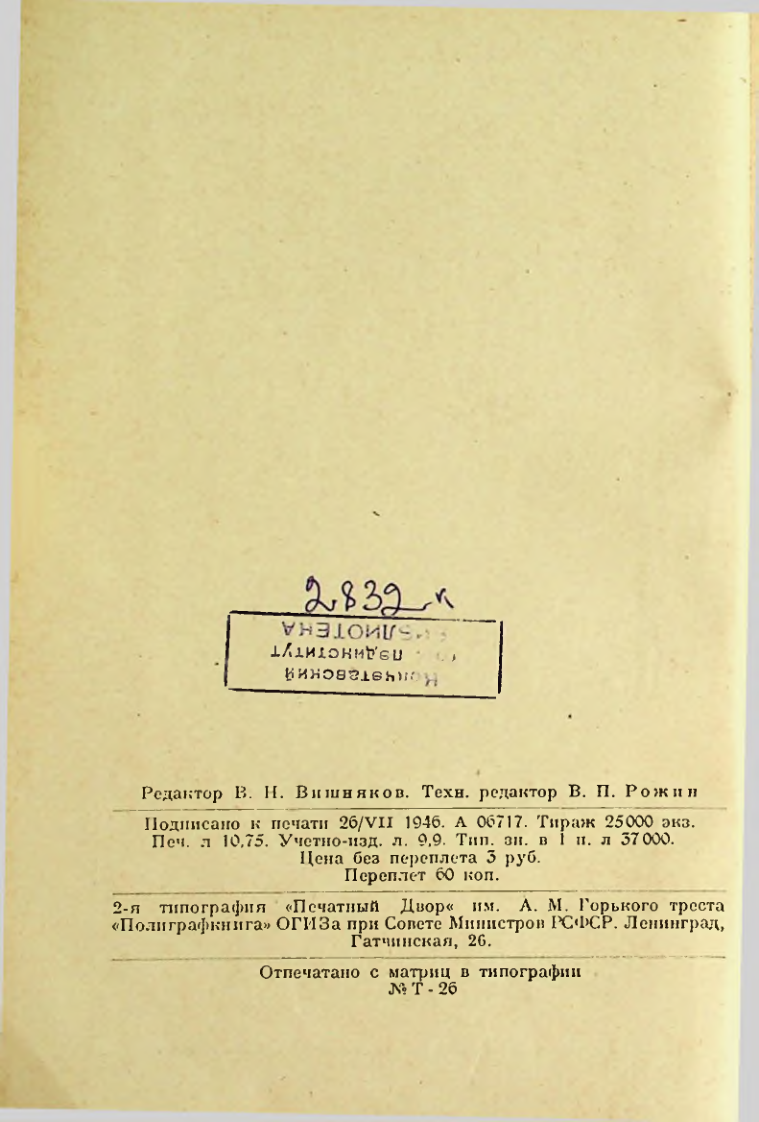 2832
БИБЛИОТЕКА
пединститут
Редактор В. Н. Вишняков. Техн. редактор В. П. Рожин
Подписано к печати 26/VII 1946. А 06717. Тираж 25000 экз.
Печ. л 10,75. Учетно-изд. л. 9,9. Тип. зн. в 1 п. л 37000.
Цена без переплета 3 руб.
Переплет 60 коп.
2-я типография «Печатный Двор« им. А. М. Горького треста
«Полиграфкнига» ОГИЗа при Совете Министров РСФСР. Ленинград,
Гатчинская, 26.
Отпечатано с матриц в типографии
№ Т - 26